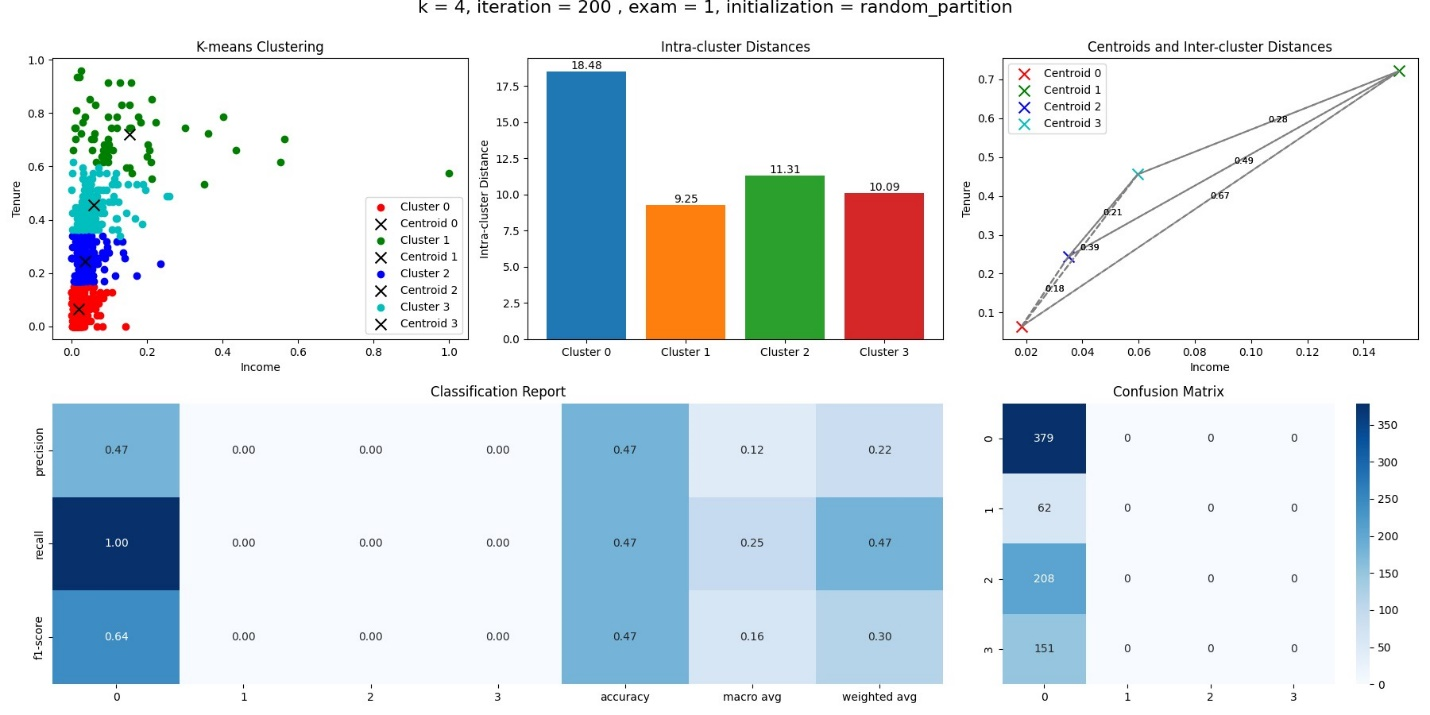 k = 4, iteration = 200 , exam = 1, initialization = random_partition
K-means Clustering
Tenure
1.0
0.8
0.6
0.4
0.2
0.0
0.0 0.2 0.4 0.6 0.8 1.0
Income
Cluster 0
Centroid 0
Cluster 1
Centroid 1
Cluster 2
Centroid 2
Cluster 3
Centroid 3
Intra-cluster Distances
Intra-cluster Distance
17.5
15.0
12.5
10.0
7.5
5.0
2.5
0.0
18.48
9.25
11.31
10.09
Cluster 0 Cluster 1 Cluster 2 Cluster 3
Centroids and Inter-cluster Distances
Tenure
0.7
0.6
0.5
0.4
0.3
0.2
0.1
Centroid 0
Centroid 1
Centroid 2
Centroid 3
0.28
0.49
0.67
0.21
0.39
0.18
0.02 0.04 0.06 0.08 0.10 0.12 0.14
Income
Classification Report
precision 0.47 0.00 0.00 0.00 0.47 0.12 0.22
recall 1.00 0.00 0.00 0.00 0.47 0.25 0.47
f1-score 0.64 0.00 0.00 0.00 0.47 0.16 0.30
0 1 2 3 accuracy macro avg weighted avg
Confusion Matrix
0 379 0 0 0
1 62 0 0 0
2 208 0 0 0
3 151 0 0 0
0 1 2 3
350
300
250
200
150
100
50
0